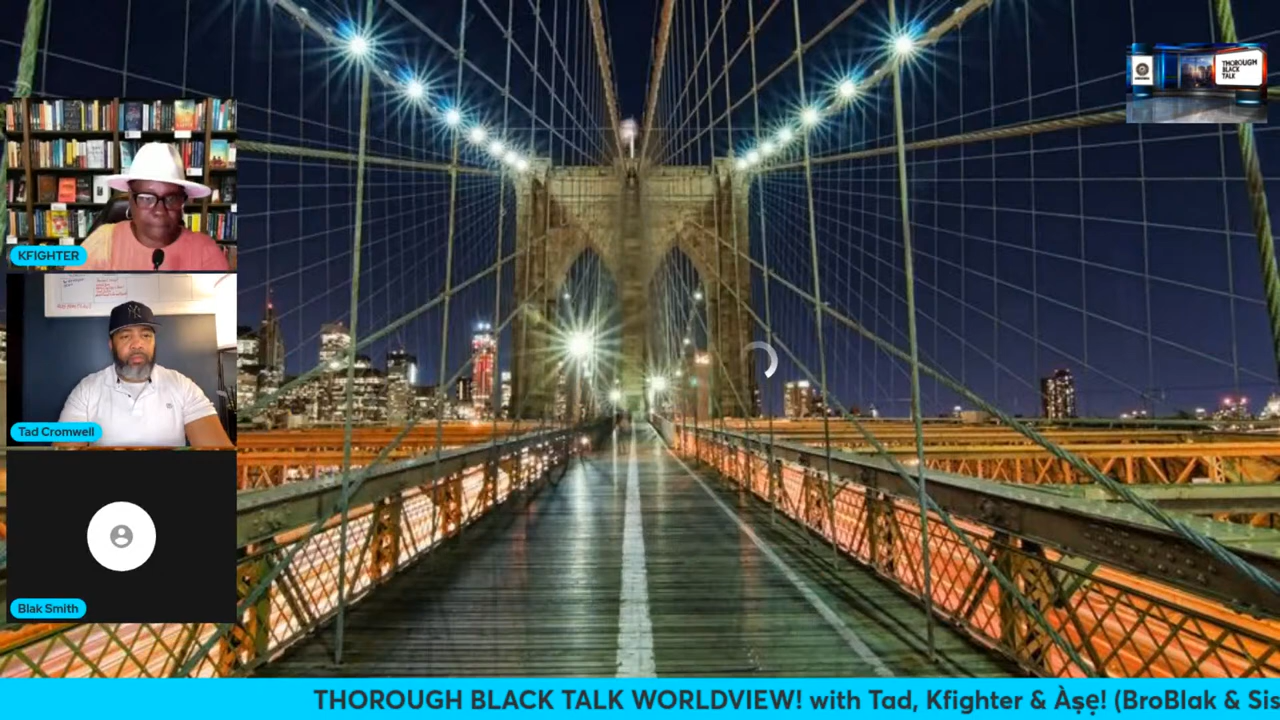 THOROUGH
BLACK
TALK
KFIGHTER
Tad Cromwell
Blak Smith
THOROUGH BLACK TALK WORLDVIEW! with Tad, Kfighter & Àṣẹ! (BroBlak & Sis